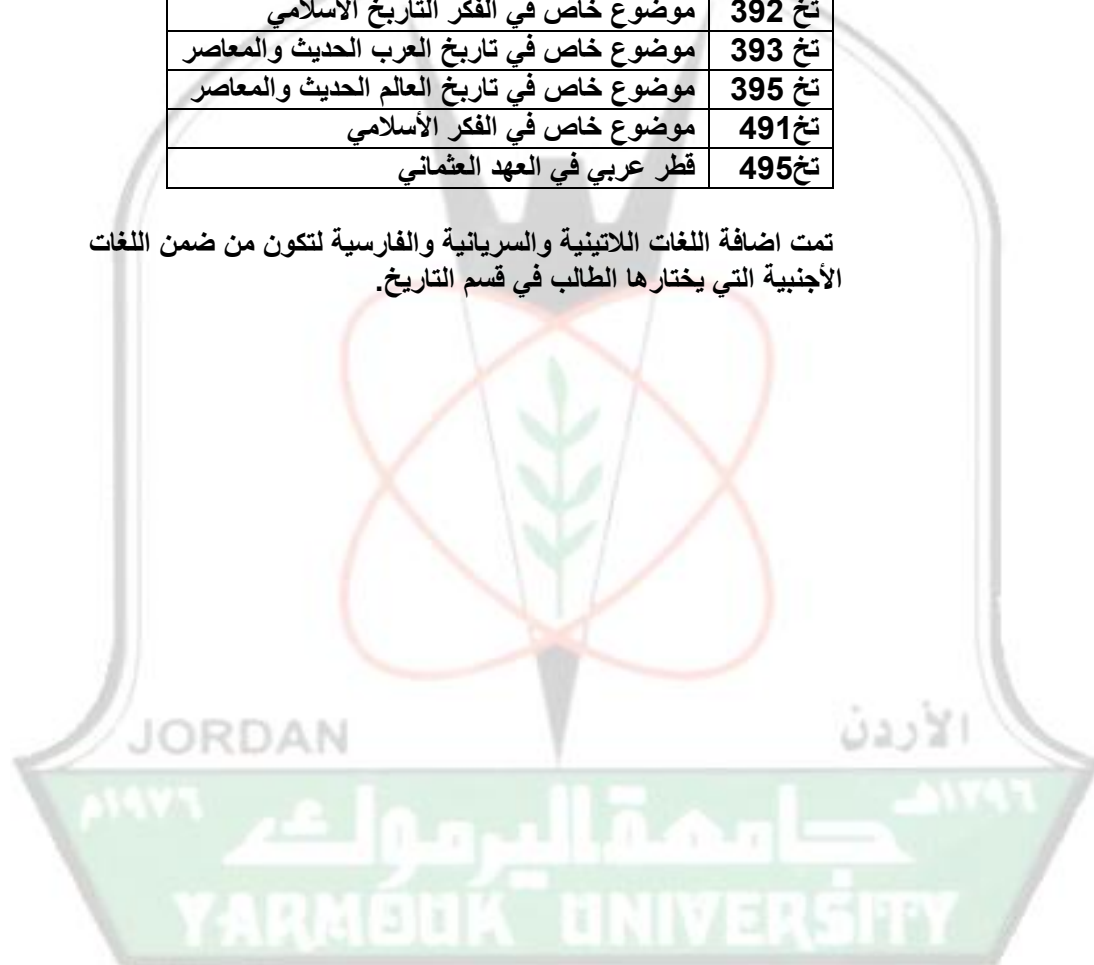 تخ 392 موضوع خاص في الفكر التاريخ الأسلامي
تخ 393 موضوع خاص في تاريخ العرب الحديث والمعاصر
تخ 395 موضوع خاص في تاريخ العالم الحديث والمعاصر
تخ491 موضوع خاص في الفكر الأسلامي
تخ495 قطر عربي في العهد العثماني
تمت اضافة اللغات اللاتينية والسريانية والفارسية لتكون من ضمن اللغات
الأجنبية التي يختارها الطالب في قسم التاريخ.
JORDAN الأردن
١٩٧٦م ١٣٩٦هـ
جامعة اليرموك
YARMOUK UNIVERSITY